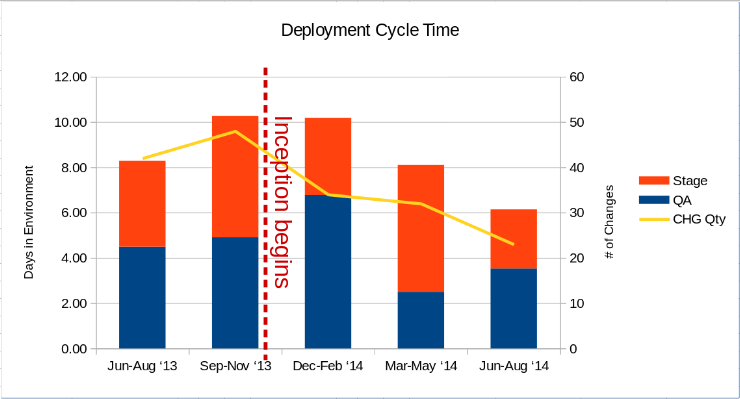 Deployment Cycle Time
12.00
10.00
8.00
6.00
4.00
2.00
0.00
Days in Environment
Inception begins
60
50
40
30
20
10
0
# of Changes
Jun-Aug ‘13
Sep-Nov ‘13
Dec-Feb ‘14
Mar-May ‘14
Jun-Aug ‘14
Stage
QA
CHG Qty